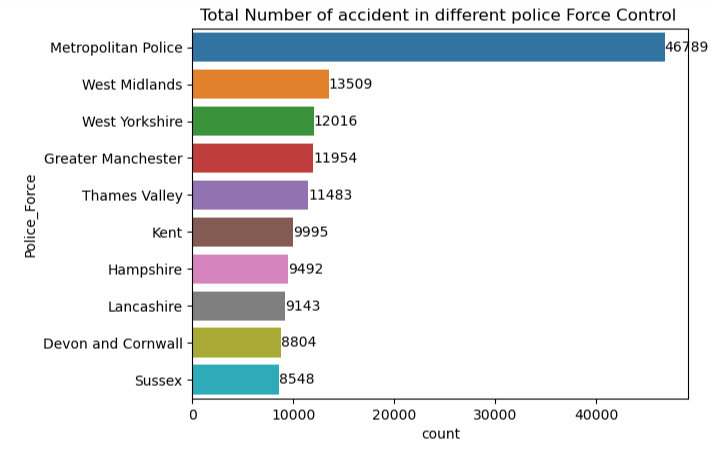 Total Number of accident in different police Force Control
Police_Force
Metropolitan Police 46789
West Midlands 13509
West Yorkshire 12016
Greater Manchester 11954
Thames Valley 11483
Kent 9995
Hampshire 9492
Lancashire 9143
Devon and Cornwall 8804
Sussex 8548
0 10000 20000 30000 40000
count